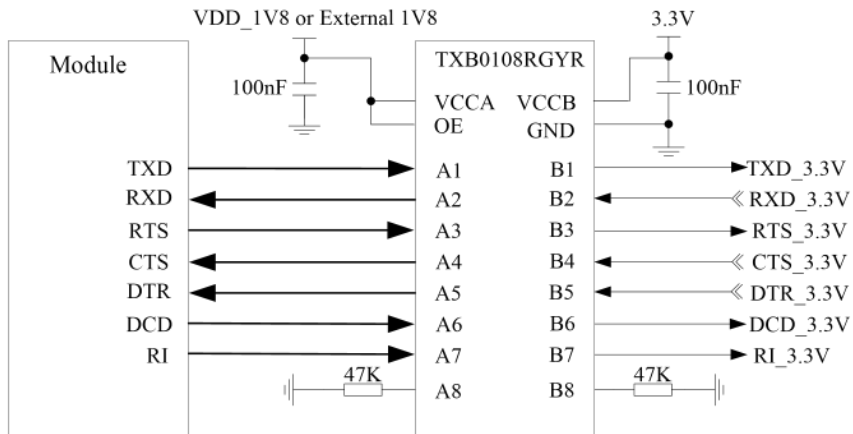 VDD_1V8 or External 1V8
3.3V
Module
TXB0108RGYR
100nF
100nF
VCCA
VCCB
OE
GND
TXD
A1
B1
TXD_3.3V
RXD
A2
B2
RXD_3.3V
RTS
A3
B3
RTS_3.3V
CTS
A4
B4
CTS_3.3V
DTR
A5
B5
DTR_3.3V
DCD
A6
B6
DCD_3.3V
RI
A7
B7
RI_3.3V
47K
47K
A8
B8